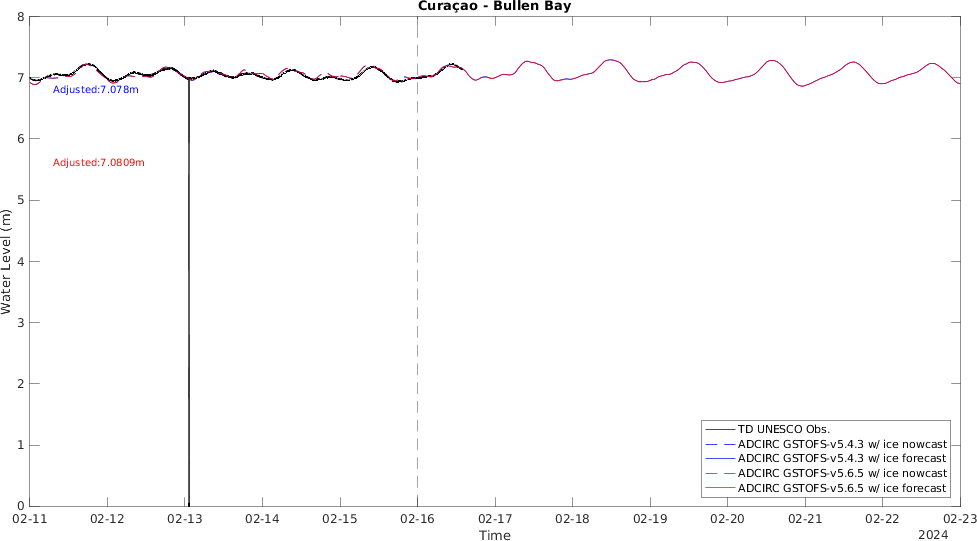 Curaçao - Bullen Bay
8
7
6
5
4
3
2
1
0
Water Level (m)
Adjusted:7.078m
Adjusted:7.0809m
TD UNESCO Obs.
ADCIRC GSTOFS-v5.4.3 w/ ice nowcast
ADCIRC GSTOFS-v5.4.3 w/ ice forecast
ADCIRC GSTOFS-v5.6.5 w/ ice nowcast
ADCIRC GSTOFS-v5.6.5 w/ ice forecast
02-11 02-12 02-13 02-14 02-15 02-16 02-17 02-18 02-19 02-20 02-21 02-22 02-23
Time
2024